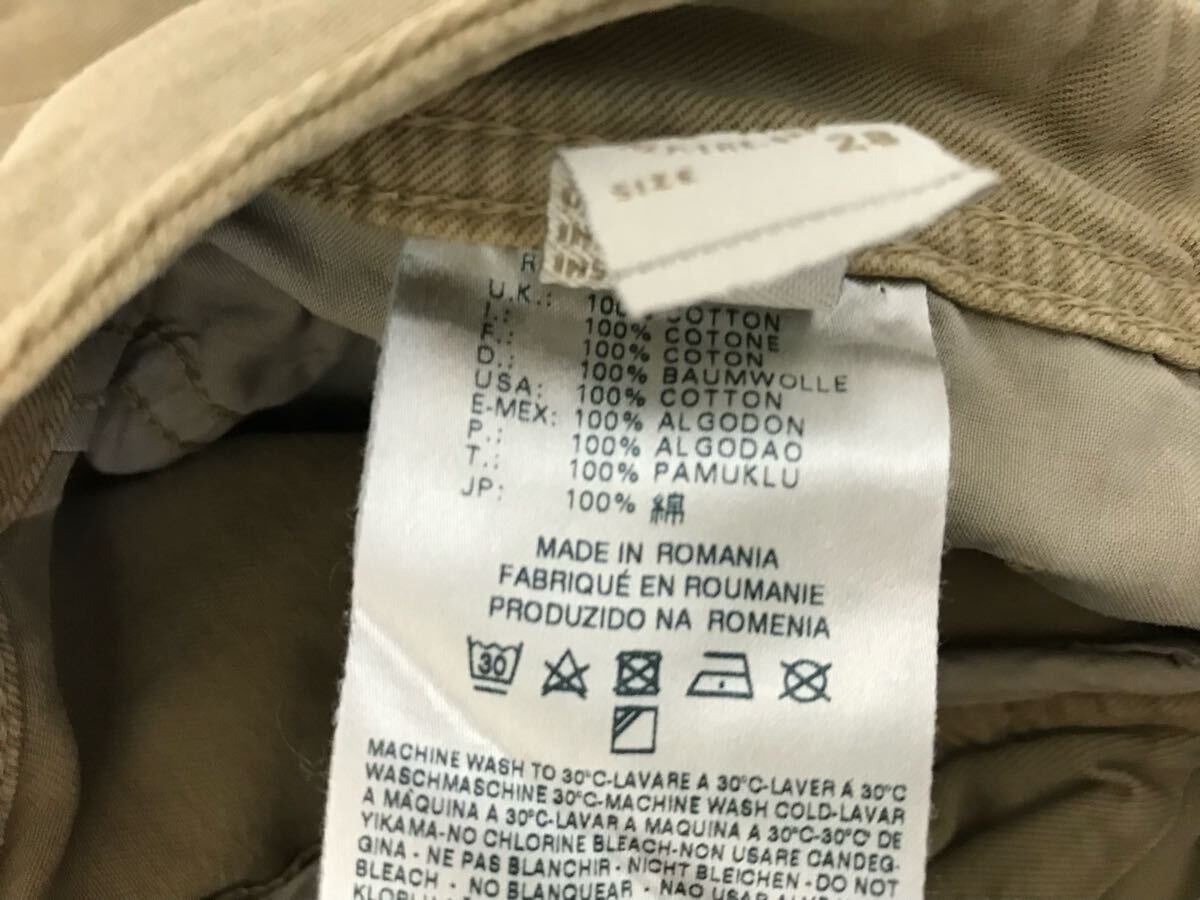 28
SIZE
INS
R
U.K.: 100% COTTON
I.: 100% COTONE
F.: 100% COTON
D.: 100% BAUMWOLLE
USA: 100% COTTON
E-MEX: 100% ALGODON
P.: 100% ALGODAO
T.: 100% PAMUKLU
JP: 100% 綿
MADE IN ROMANIA
FABRIQUÉ EN ROUMANIE
PRODUZIDO NA ROMENIA
30
MACHINE WASH TO 30°C-LAVARE A 30°C-LAVER Á 30°C
WASCHMASCHINE 30°C-MACHINE WASH COLD-LAVAR
A MÁQUINA A 30°C-LAVAR A MAQUINA A 30°C-30°C' DE
YIKAMA-NO CHLORINE BLEACH-NON USARE CANDEG-
GINA - NE PAS BLANCHIR - NICHT BLEICHEN - DO NOT
BLEACH - NO BLANQUEAR - NAO USAR